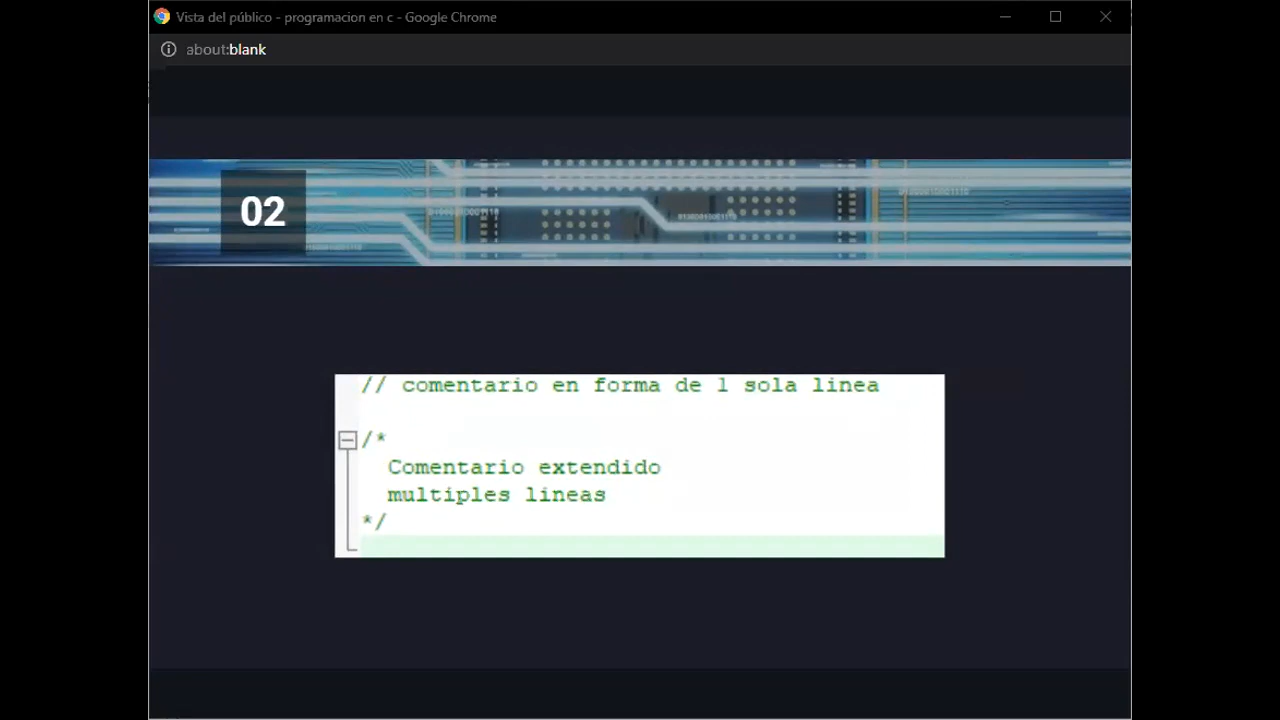 Vista del público - programacion en c - Google Chrome
about:blank
02
// comentario en forma de 1 sola linea
/*
Comentario extendido
multiples lineas
*/